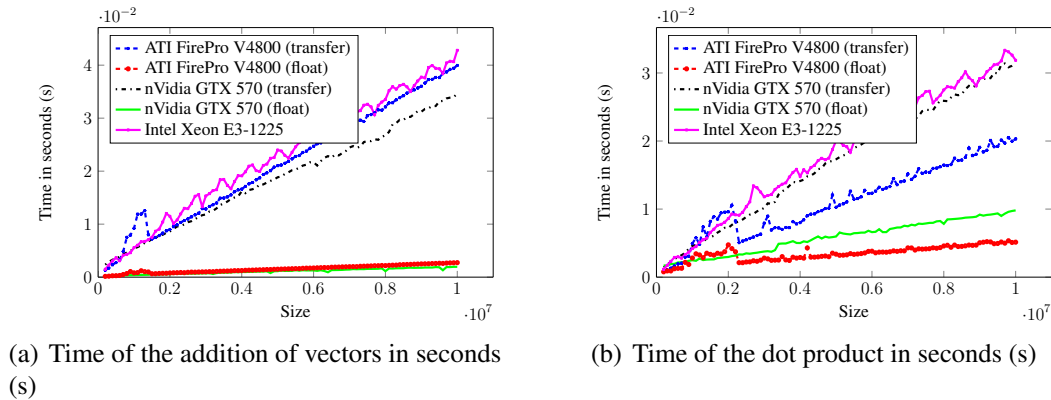 ·10⁻²
ATI FirePro V4800 (transfer)
ATI FirePro V4800 (float)
nVidia GTX 570 (transfer)
nVidia GTX 570 (float)
Intel Xeon E3-1225
4
3
2
1
0
Time in seconds (s)
0.2 0.4 0.6 0.8 1
Size
·10⁷
(a) Time of the addition of vectors in seconds
(s)
·10⁻²
ATI FirePro V4800 (transfer)
ATI FirePro V4800 (float)
nVidia GTX 570 (transfer)
nVidia GTX 570 (float)
Intel Xeon E3-1225
3
2
1
0
Time in seconds (s)
0.2 0.4 0.6 0.8 1
Size
·10⁷
(b) Time of the dot product in seconds (s)